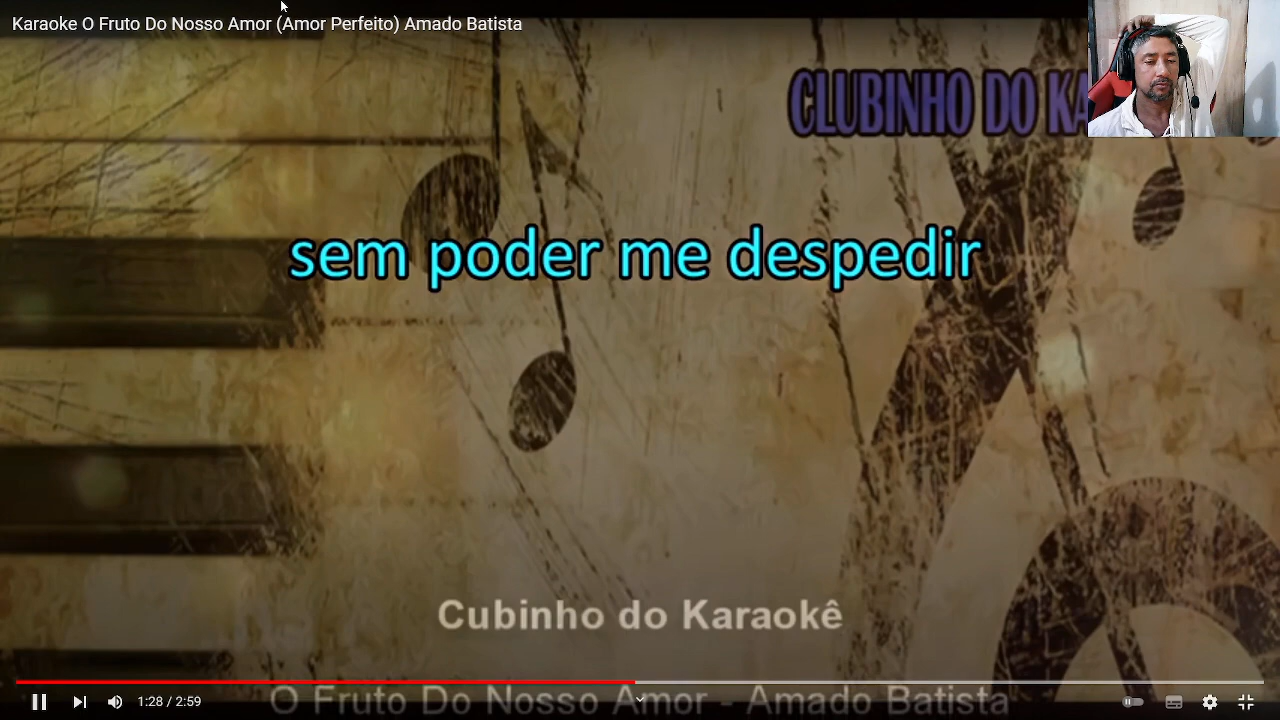 Karaoke O Fruto Do Nosso Amor (Amor Perfeito) Amado Batista
CLUBINHO DO KA
sem poder me despedir
Cubinho do Karaokê
O Fruto Do Nosso Amor - Amado Batista
1:28 / 2:59